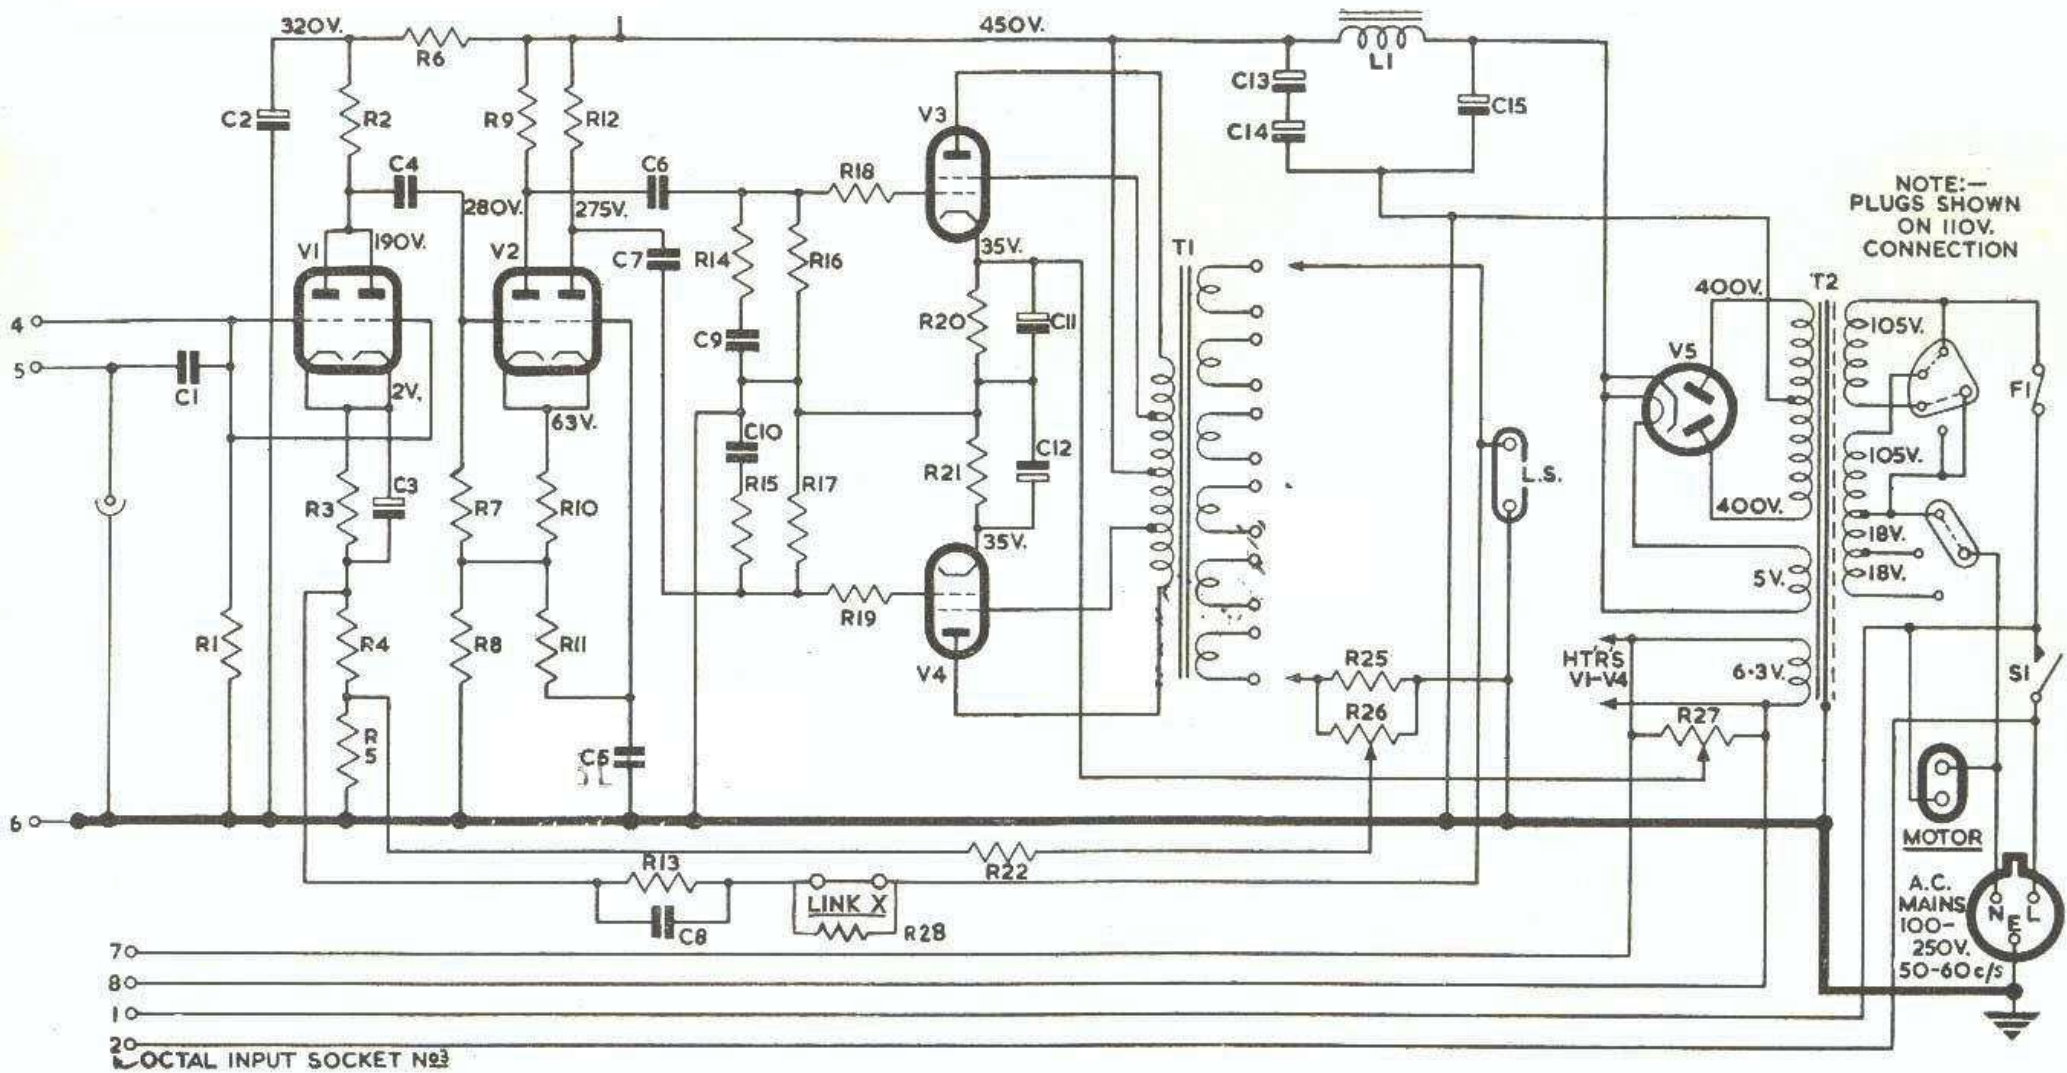 320V.
R6
450V.
L1
C2
R2
R9
R12
V3
C13
C14
C15
C4
C6
R18
NOTE:—
PLUGS SHOWN
ON 110V.
CONNECTION
280V.
275V.
190V.
V1
V2
C7
R14
R16
35V.
T1
400V.
T2
4
5
C1
2V.
63V.
C9
R20
C11
V5
105V.
F1
C10
R21
C12
L.S.
105V.
R3
C3
R7
R10
R15
R17
35V.
400V.
18V.
18V.
5V.
R1
R4
R8
R11
R19
V4
R25
HT'R'S
V1-V4
6·3V.
S1
R26
R27
R
5
C5
6
MOTOR
R13
R22
LINK X
C8
R28
A.C.
MAINS
100-
250V.
50-60 c/s
N
L
E
7
8
1
2
OCTAL INPUT SOCKET Nº3